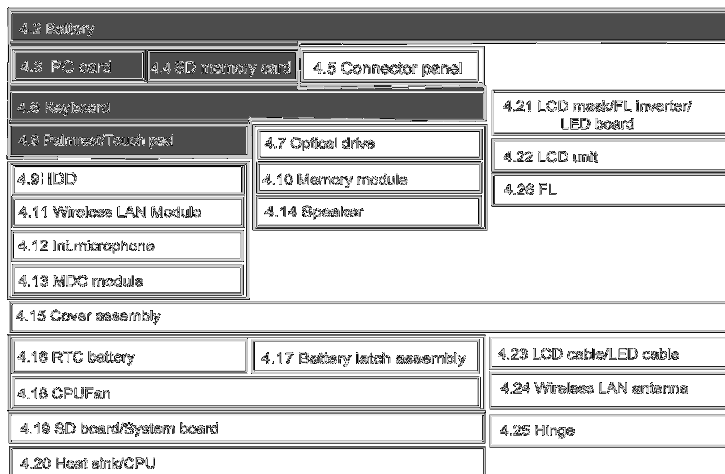 4.2 Battery
4.3 PC card
4.4 SD memory card
4.5 Connector panel
4.6 Keyboard
4.21 LCD mask/FL inverter/
LED board
4.8 Palmrest/Touch pad
4.7 Optical drive
4.22 LCD unit
4.9HDD
4.10 Memory module
4.26 FL
4.11 Wireless LAN Module
4.14 Speaker
4.12 Int.microphone
4.13 MDC module
4.15 Cover assembly
4.16 RTC battery
4.17 Battery latch assembly
4.23 LCD cable/LED cable
4.18 CPUFan
4.24 Wireless LAN antenna
4.19 SD board/System board
4.25 Hinge
4.20 Heat sink/CPU